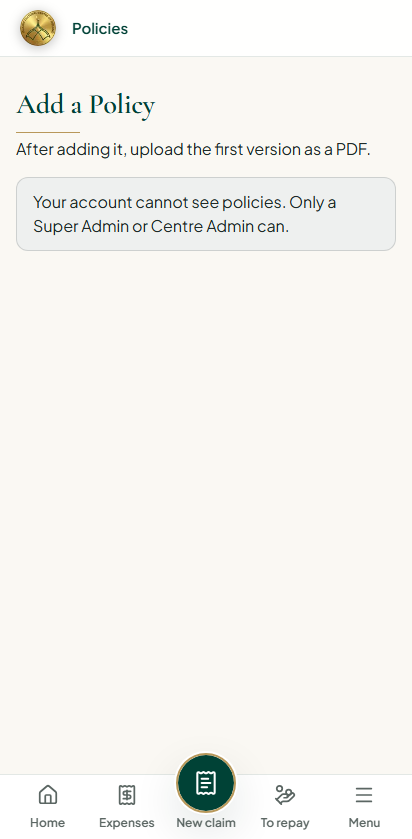 Policies
Add a Policy
After adding it, upload the first version as a PDF.
Your account cannot see policies. Only a
Super Admin or Centre Admin can.
Home
Expenses
New claim
To repay
Menu